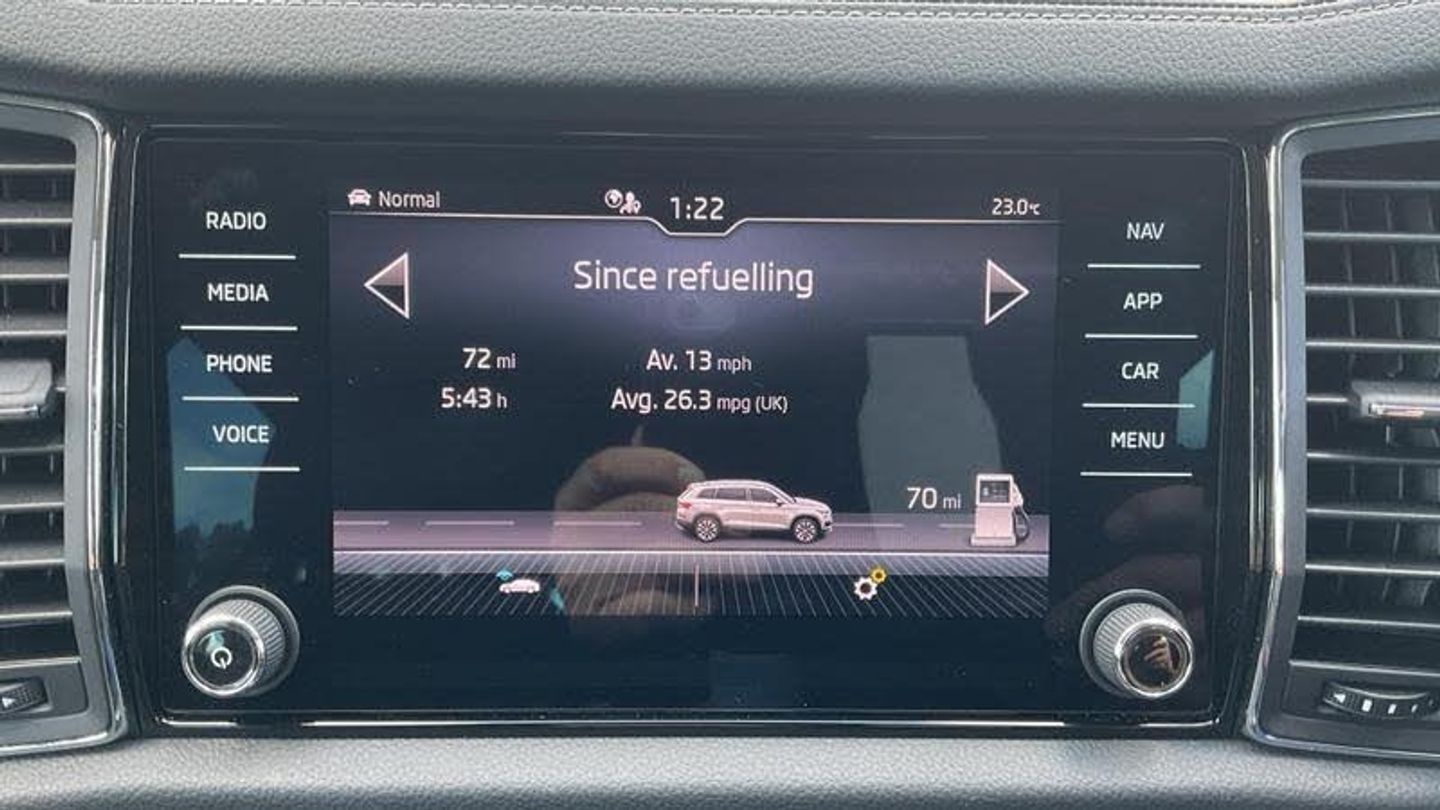 Normal
1:22
23.0°C
RADIO
MEDIA
PHONE
VOICE
Since refuelling
72 mi
Av. 13 mph
5:43 h
Avg. 26.3 mpg (UK)
70 mi
NAV
APP
CAR
MENU